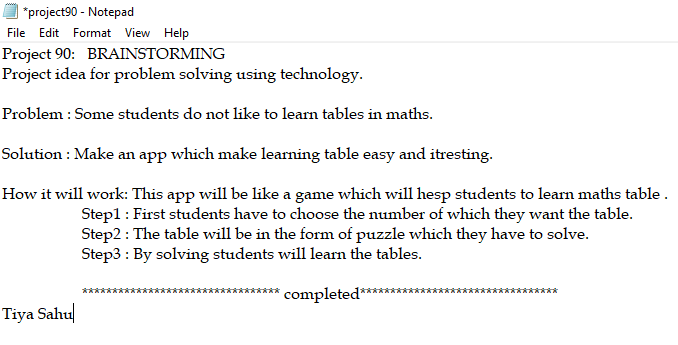 *project90 - Notepad
File Edit Format View Help
Project 90: BRAINSTORMING
Project idea for problem solving using technology.
Problem : Some students do not like to learn tables in maths.
Solution : Make an app which make learning table easy and itresting.
How it will work: This app will be like a game which will hesp students to learn maths table .
Step1 : First students have to choose the number of which they want the table.
Step2 : The table will be in the form of puzzle which they have to solve.
Step3 : By solving students will learn the tables.
********************************* completed*********************************
Tiya Sahu